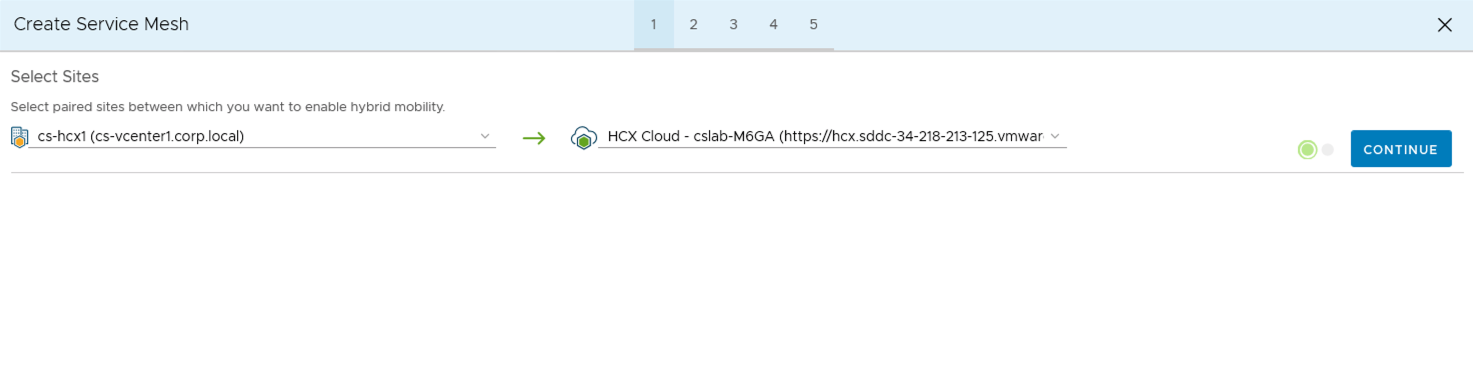 Create Service Mesh
1 2 3 4 5
Select Sites
Select paired sites between which you want to enable hybrid mobility.
cs-hcx1 (cs-vcenter1.corp.local)
HCX Cloud - cslab-M6GA (https://hcx.sddc-34-218-213-125.vmwar
CONTINUE